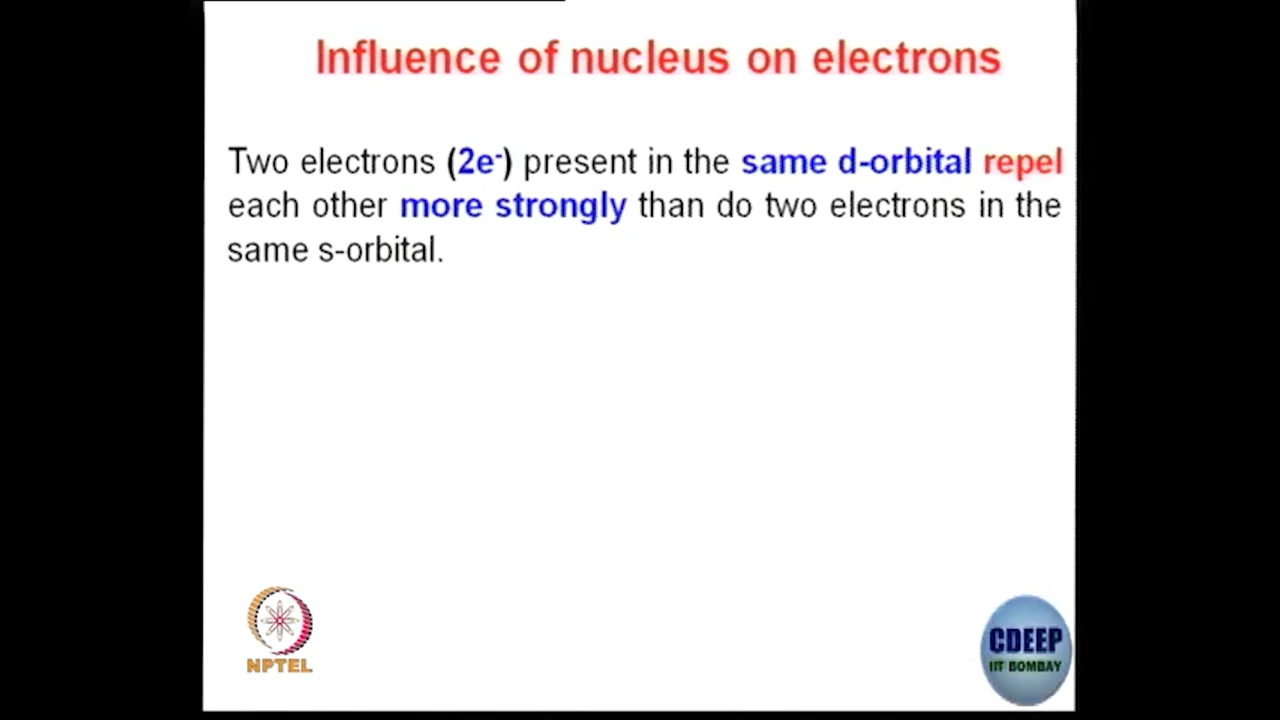 Influence of nucleus on electrons
Two electrons (2e-) present in the same d-orbital repel
each other more strongly than do two electrons in the
same s-orbital.
NPTEL
CDEEP
IIT BOMBAY